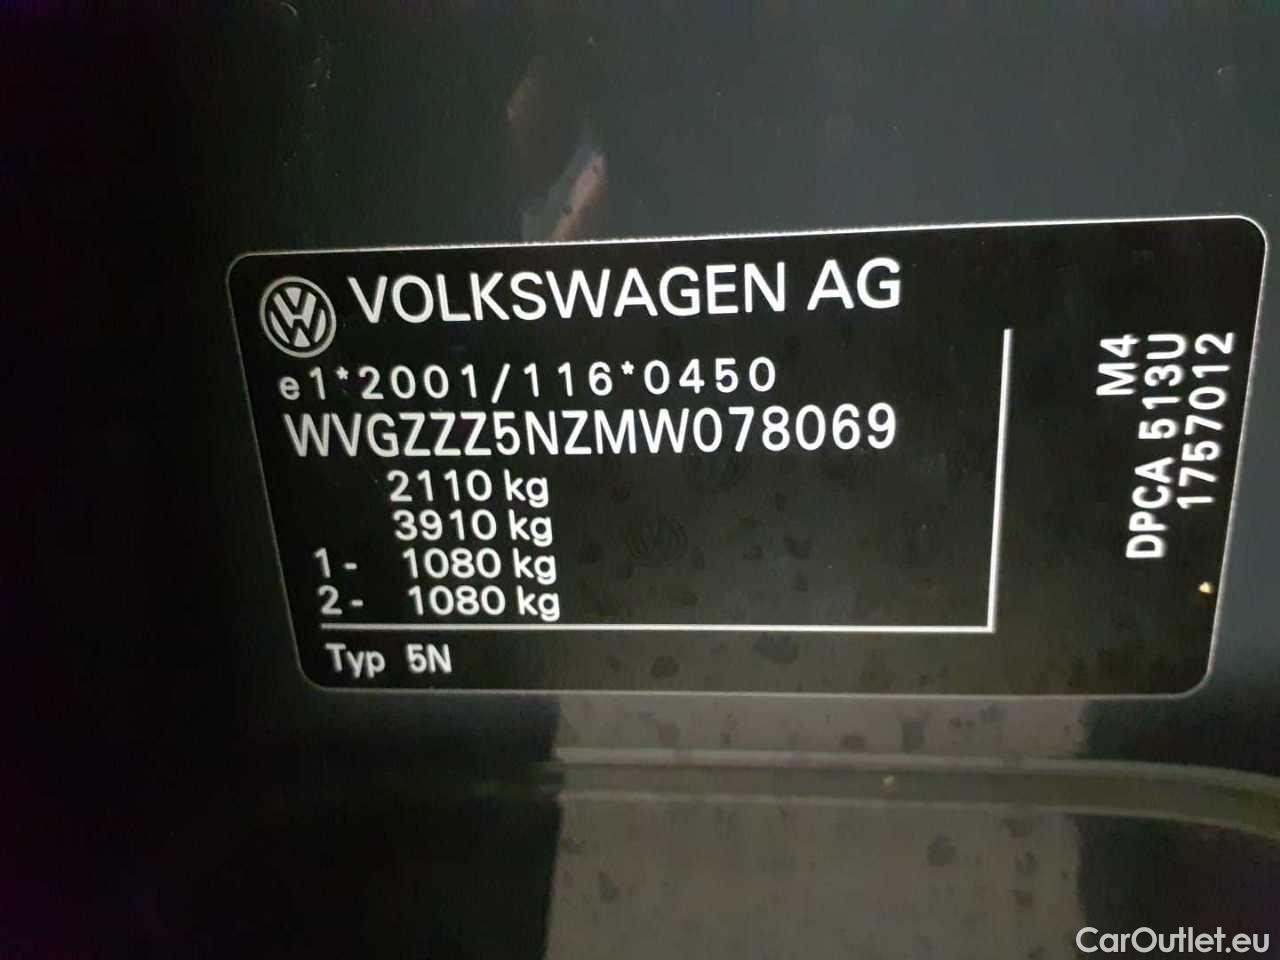 VOLKSWAGEN AG
e1*2001/116*0450
WVGZZZ5NZMW078069
2110 kg
3910 kg
1- 1080 kg
2- 1080 kg
Typ 5N
M4
DPCA 513U
1757012
CarOutlet.eu